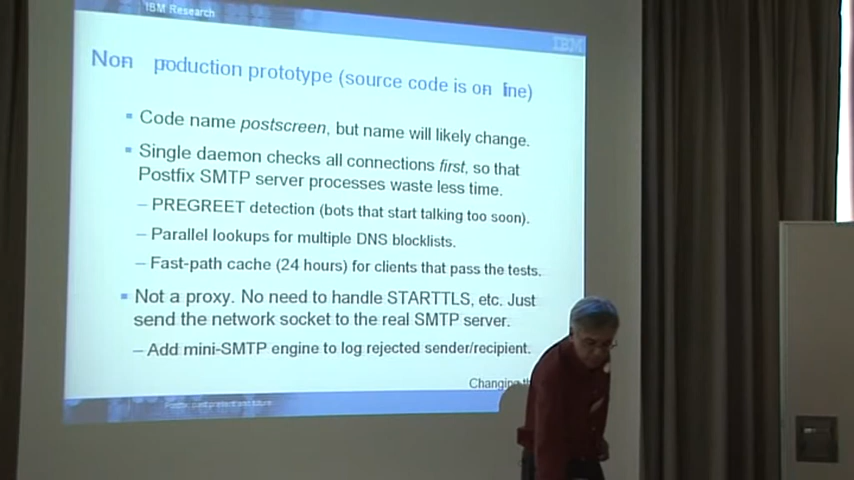 IBM Research
IBM
Non production prototype (source code is on line)
Code name postscreen, but name will likely change.
Single daemon checks all connections first, so that
Postfix SMTP server processes waste less time.
– PREGREET detection (bots that start talking too soon).
– Parallel lookups for multiple DNS blocklists.
– Fast-path cache (24 hours) for clients that pass the tests.
Not a proxy. No need to handle STARTTLS, etc. Just
send the network socket to the real SMTP server.
– Add mini-SMTP engine to log rejected sender/recipient.
Changing